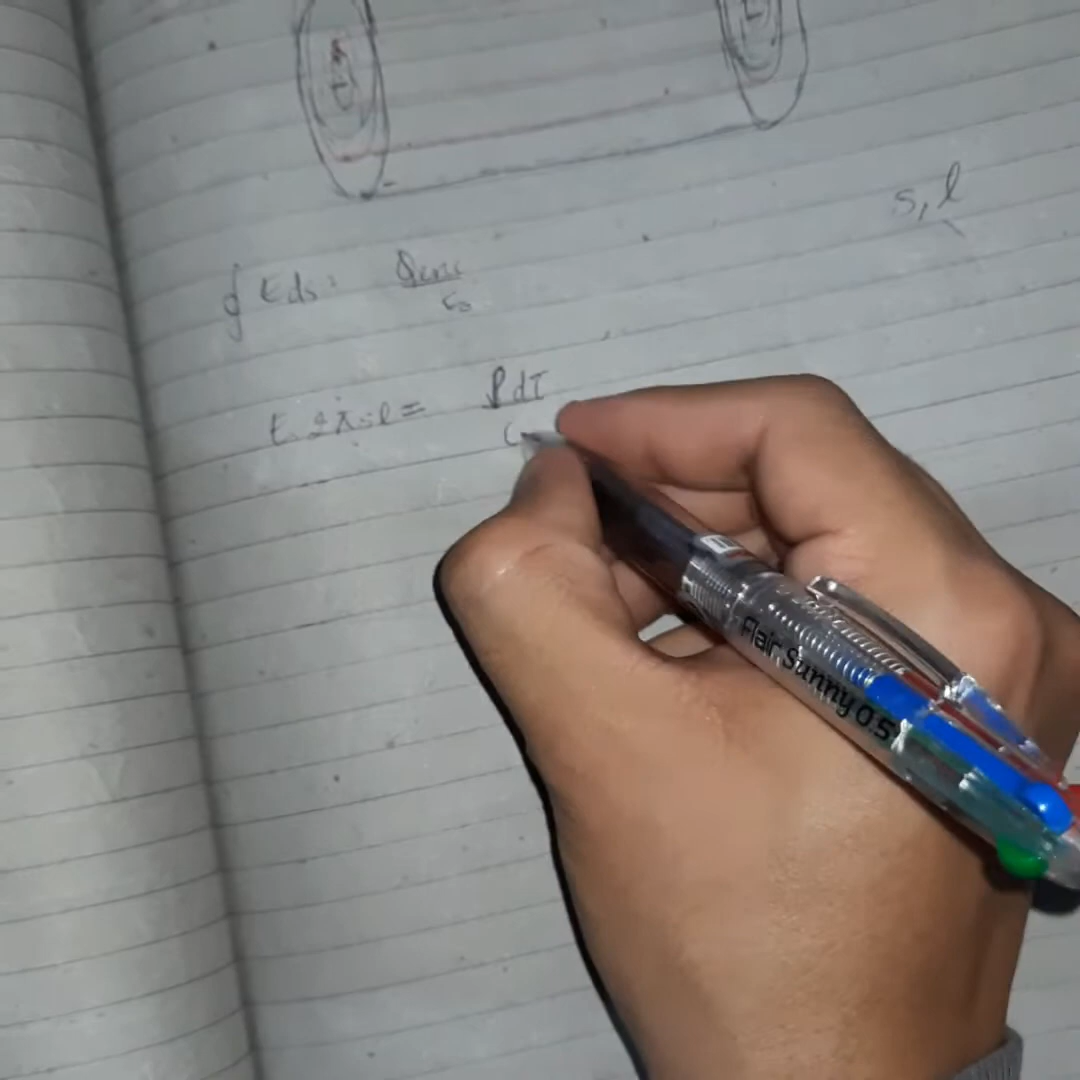 s, l
∮ E ds = Qenc
ε₀
E. 2πsl = ρdτ
Flair Sunny 0.5